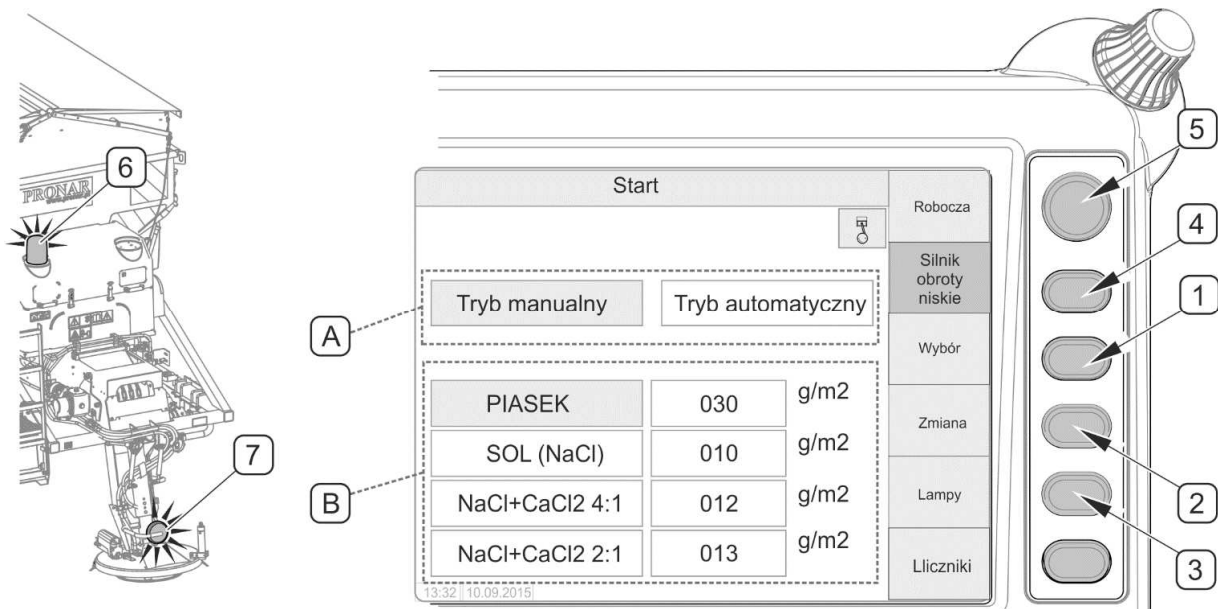 6
PRONAR
7
Start
Tryb manualny
Tryb automatyczny
A
PIASEK
030
g/m2
SOL (NaCl)
010
g/m2
B
NaCl+CaCl2 4:1
012
g/m2
NaCl+CaCl2 2:1
013
g/m2
13:32
10.09.2015
Robocza
Silnik
obroty
niskie
Wybór
Zmiana
Lampy
Lliczniki
5
4
1
2
3